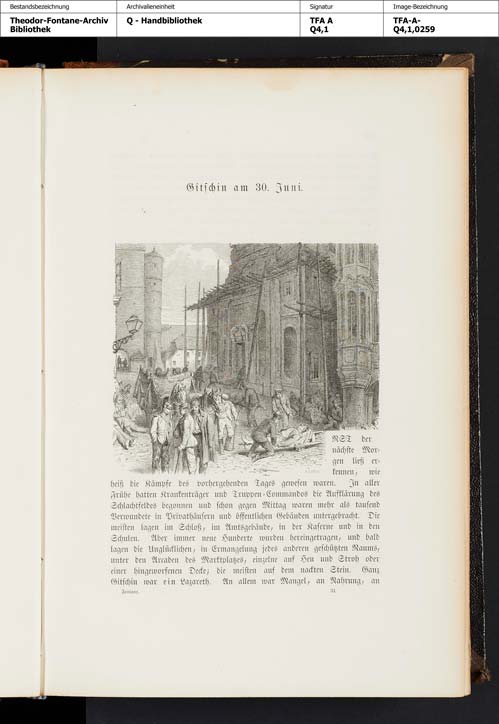 Bestandsbezeichnung
Theodor-Fontane-Archiv
Bibliothek
Archivalieneinheit
Q - Handbibliothek
Signatur
TFA A
Q4,1
Image-Bezeichnung
TFA-A-
Q4,1,0259
Gitſchin am 30. Juni.
RST der
nächſte Mor-
gen ließ er-
kennen, wie
heiß die Kämpfe des vorhergehenden Tages geweſen waren. In aller
Frühe hatten Krankenträger und Truppen-Commandos die Aufklärung des
Schlachtfeldes begonnen und ſchon gegen Mittag waren mehr als tauſend
Verwundete in Privathäuſern und öffentlichen Gebäuden untergebracht. Die
meiſten lagen im Schloß, im Amtsgebäude, in der Kaſerne und in den
Schulen. Aber immer neue Hunderte wurden hereingetragen, und bald
lagen die Unglücklichen, in Ermangelung jedes anderen geſchützten Raums,
unter den Arcaden des Marktplatzes, einzelne auf Heu und Stroh oder
einer hingeworfenen Decke; die meiſten auf dem nackten Stein. Ganz
Gitſchin war ein Lazareth. An allem war Mangel, an Nahrung, an
Fontane.
31